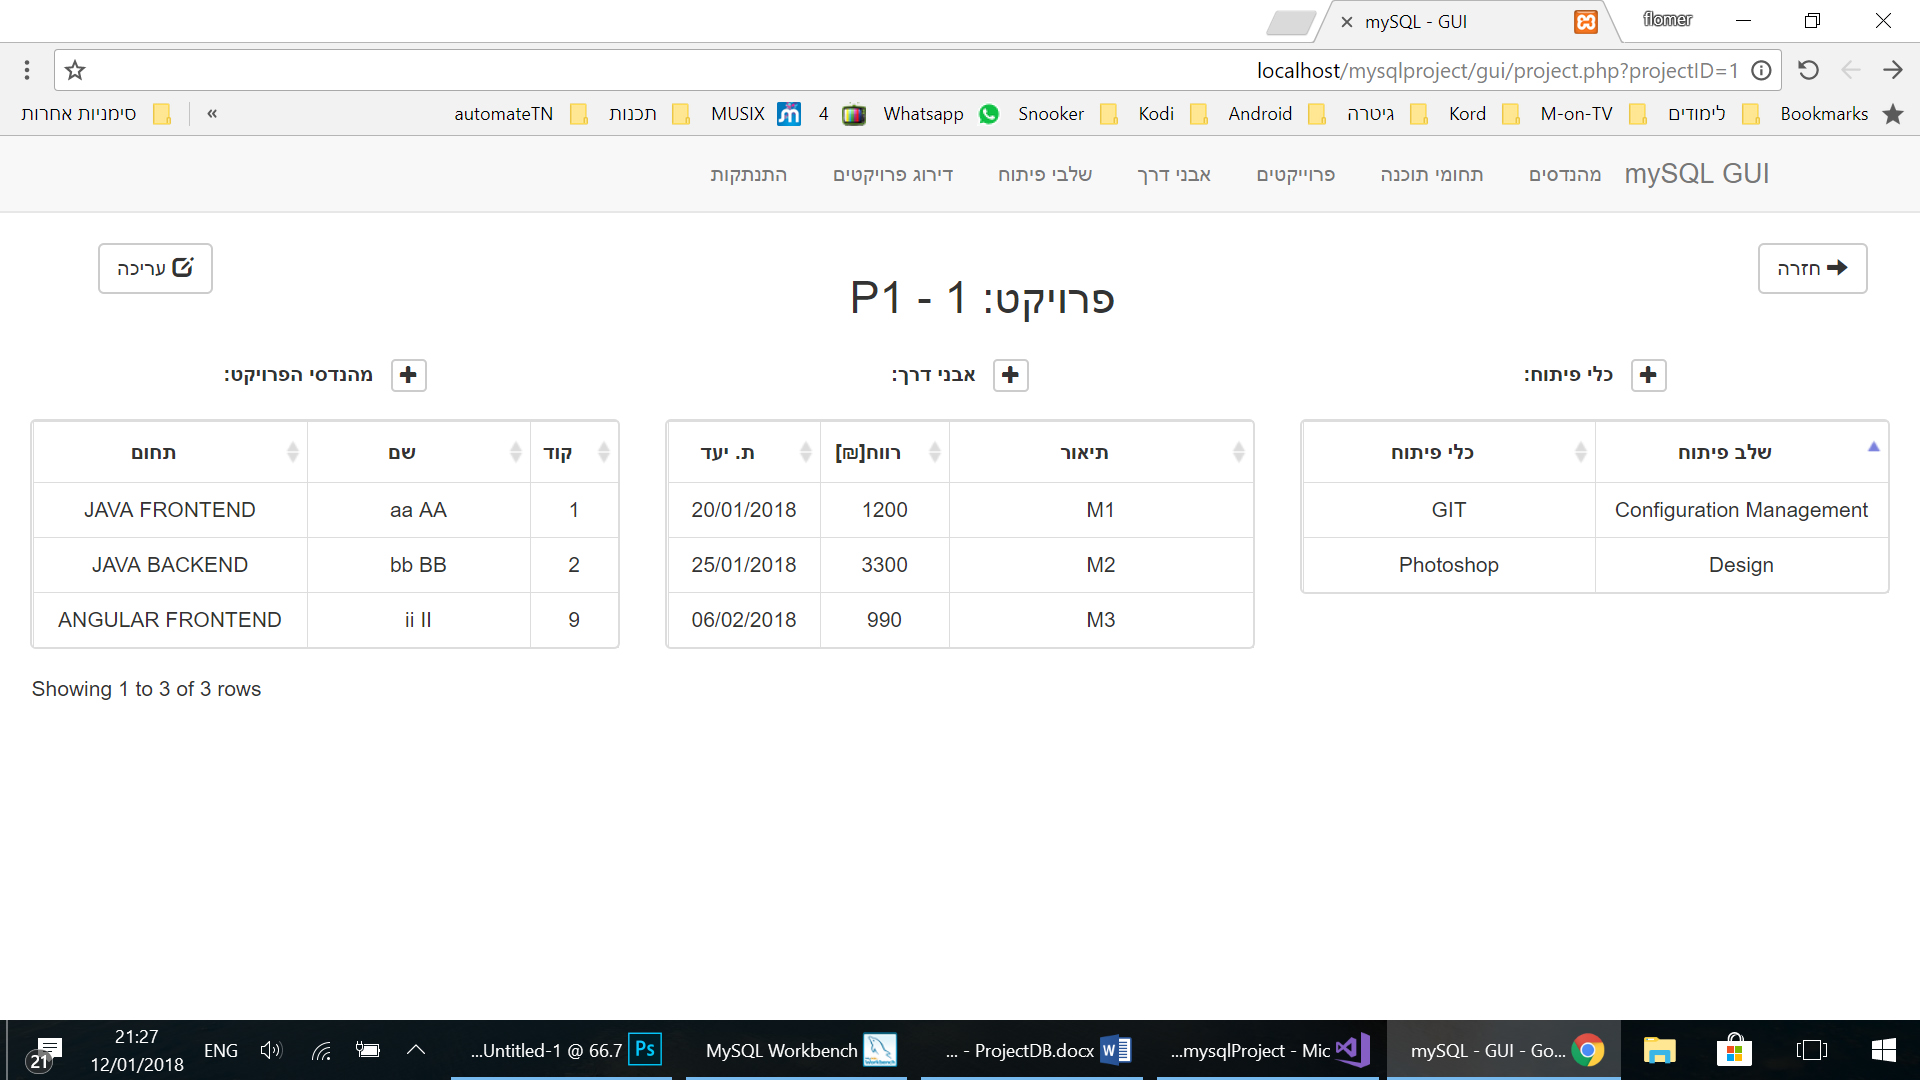 mySQL - GUI
flomer
localhost/mysqlproject/gui/project.php?projectID=1
Bookmarks לימודים M-on-TV Kord גיטרה Android Kodi Snooker Whatsapp 4 MUSIX תכנות automateTN » סימניות אחרות
mySQL GUI מהנדסים תחומי תוכנה פרוייקטים אבני דרך שלבי פיתוח דירוג פרויקטים התנתקות
חזרה
עריכה
פרויקט: 1 - P1
כלי פיתוח:
שלב פיתוח כלי פיתוח
Configuration Management GIT
Design Photoshop
אבני דרך:
תיאור רווח[₪] ת. יעד
M1 1200 20/01/2018
M2 3300 25/01/2018
M3 990 06/02/2018
מהנדסי הפרויקט:
קוד שם תחום
1 aa AA JAVA FRONTEND
2 bb BB JAVA BACKEND
9 ii II ANGULAR FRONTEND
Showing 1 to 3 of 3 rows
mySQL - GUI - Go...
...mysqlProject - Mic
... - ProjectDB.docx
MySQL Workbench
...Untitled-1 @ 66.7 Ps
ENG
21:27
12/01/2018
21